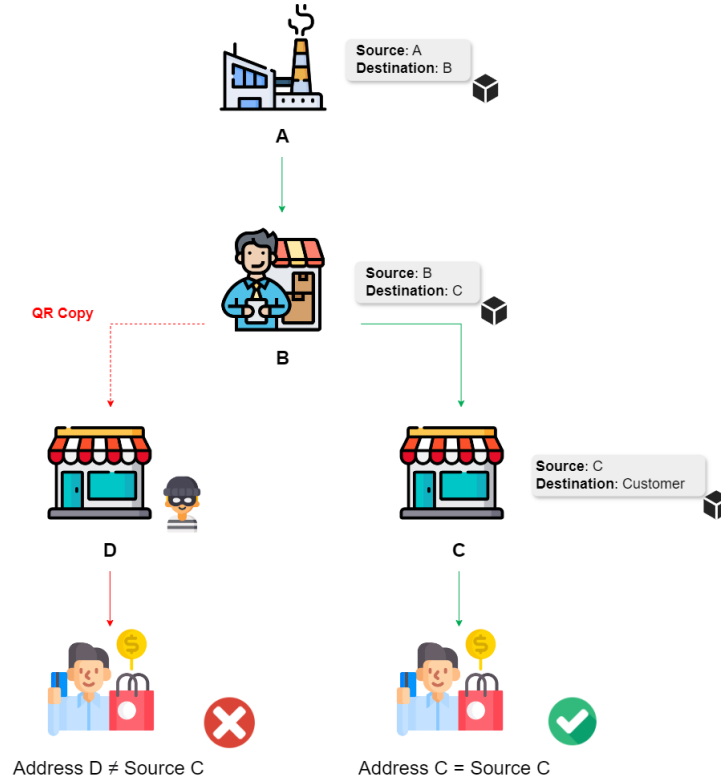 Source: A
Destination: B
A
Source: B
Destination: C
QR Copy
B
Source: C
Destination: Customer
D
C
$
$
Address D ≠ Source C
Address C = Source C